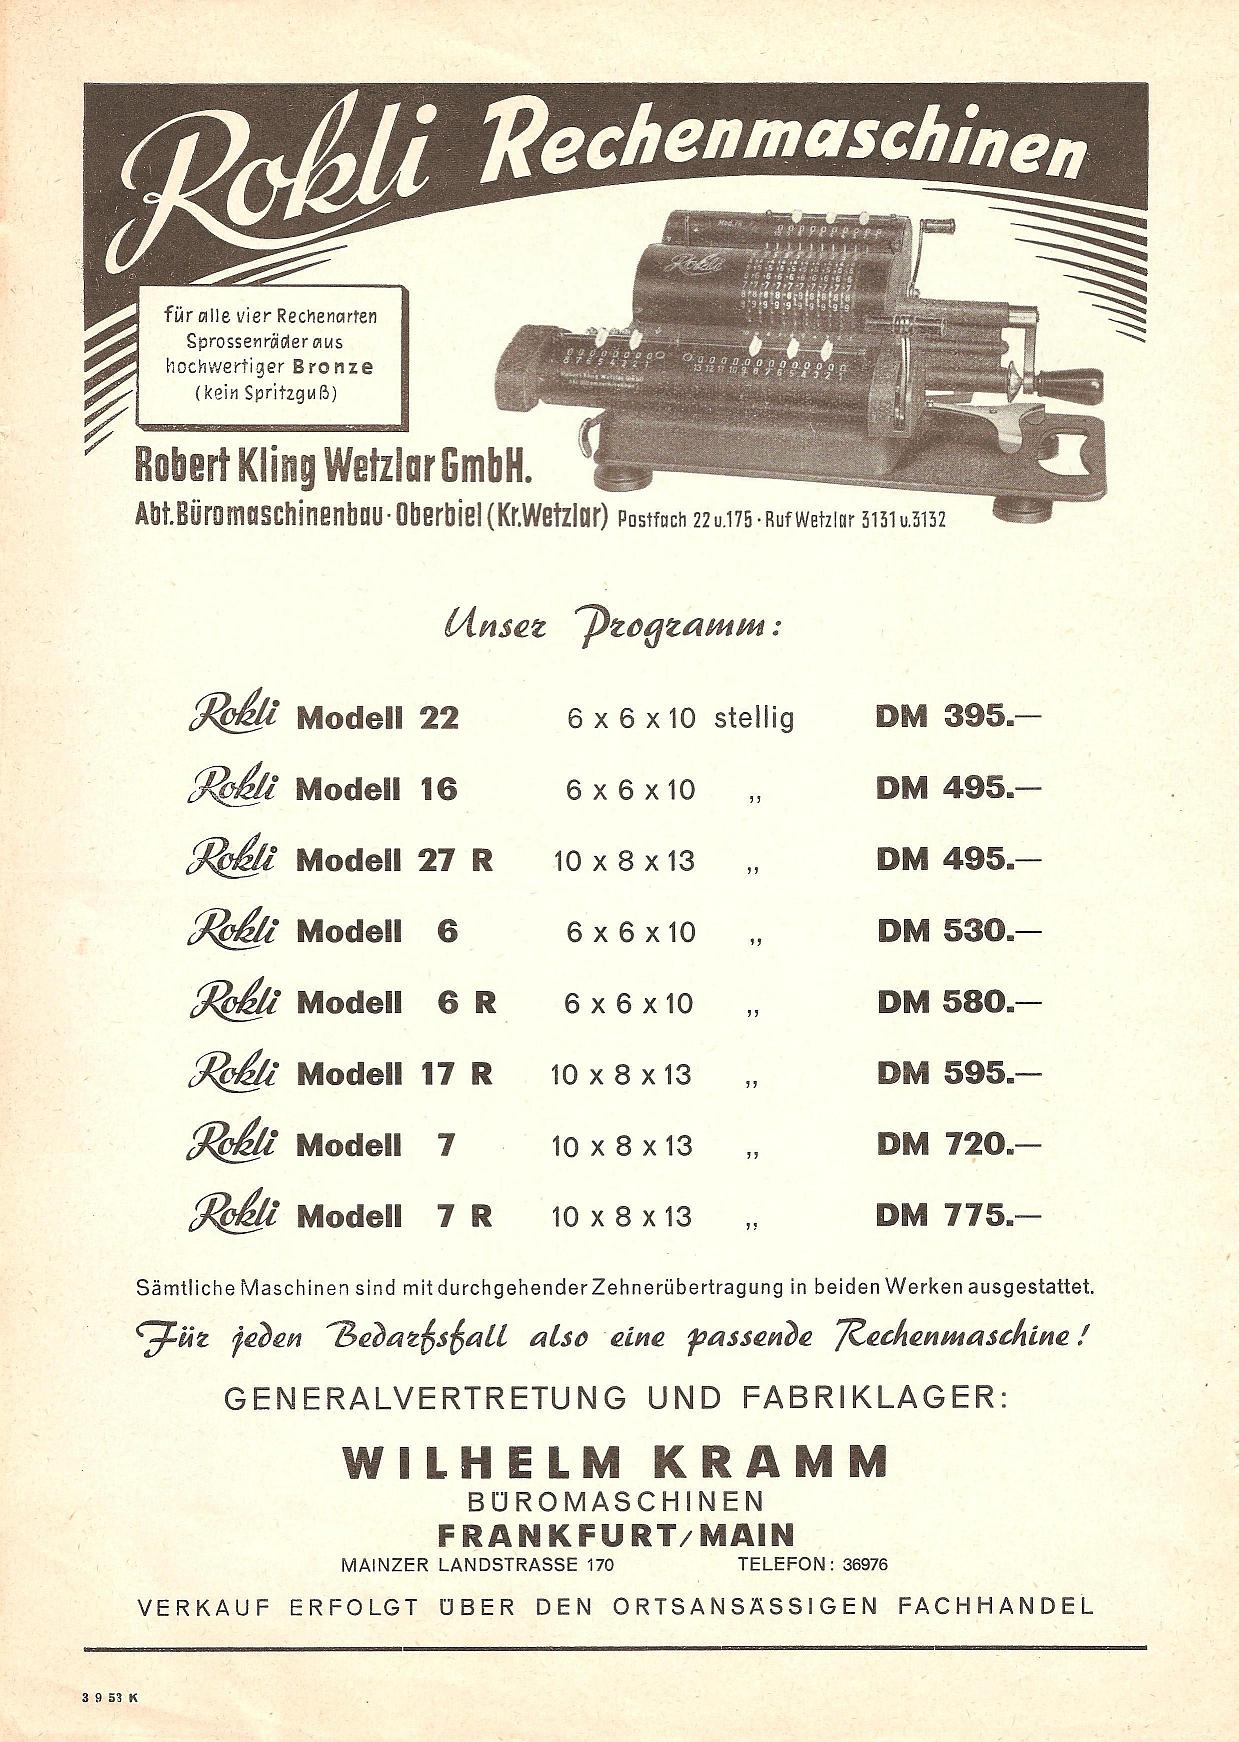 Rokli Rechenmaschinen
Rokli
für alle vier Rechenarten
Sprossenräder aus
hochwertiger Bronze
(kein Spritzguß)
Robert Kling Wetzlar GmbH.
Abt. Büromaschinenbau · Oberbiel (Kr. Wetzlar) Postfach 22 u. 175 · Ruf Wetzlar 3131 u. 3132
Unser Programm:
Rokli Modell 22 6 x 6 x 10 stellig DM 395.—
Rokli Modell 16 6 x 6 x 10 „ DM 495.—
Rokli Modell 27 R 10 x 8 x 13 „ DM 495.—
Rokli Modell 6 6 x 6 x 10 „ DM 530.—
Rokli Modell 6 R 6 x 6 x 10 „ DM 580.—
Rokli Modell 17 R 10 x 8 x 13 „ DM 595.—
Rokli Modell 7 10 x 8 x 13 „ DM 720.—
Rokli Modell 7 R 10 x 8 x 13 „ DM 775.—
Sämtliche Maschinen sind mit durchgehender Zehnerübertragung in beiden Werken ausgestattet.
Für jeden Bedarfsfall also eine passende Rechenmaschine!
GENERALVERTRETUNG UND FABRIKLAGER:
WILHELM KRAMM
BÜROMASCHINEN
FRANKFURT/MAIN
MAINZER LANDSTRASSE 170 TELEFON: 36976
VERKAUF ERFOLGT ÜBER DEN ORTSANSÄSSIGEN FACHHANDEL
3 9 53 K